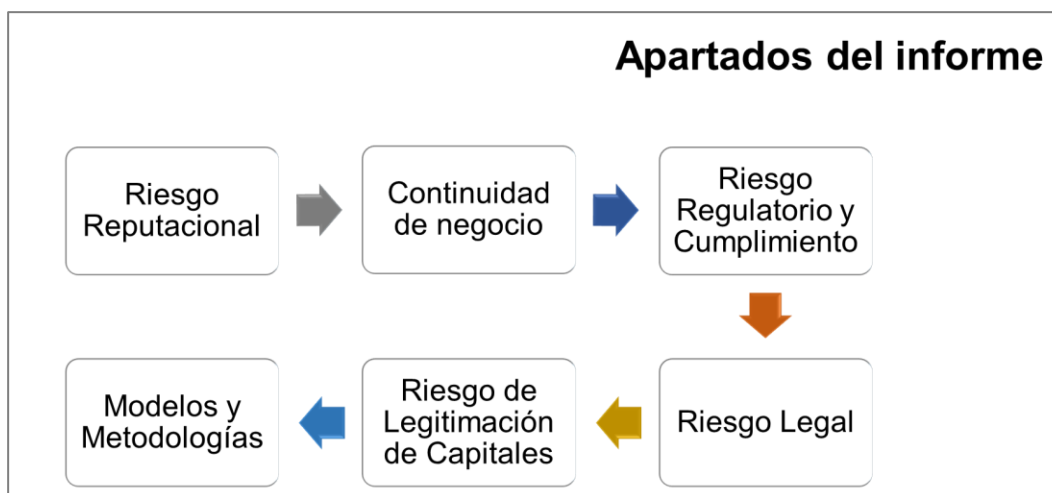 Apartados del informe
Riesgo
Reputacional
Continuidad
de negocio
Riesgo
Regulatorio y
Cumplimiento
Riesgo Legal
Riesgo de
Legitimación
de Capitales
Modelos y
Metodologías